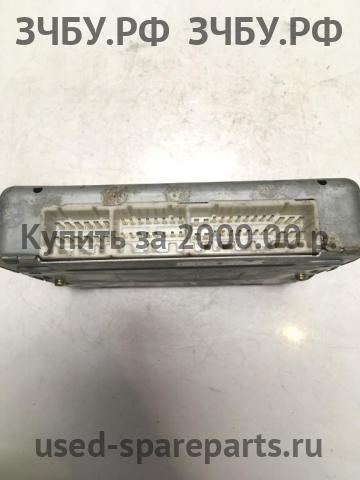 ЗЧБУ.РФ ЗЧБУ.РФ
Купить за 2000.00 р.
used-spareparts.ru